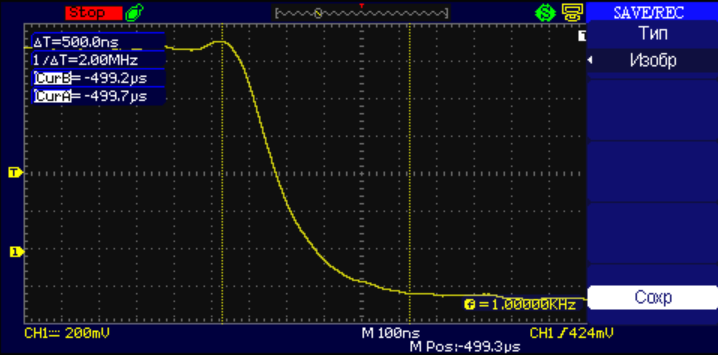 Stop
SAVE/REC
Тип
Изобр
ΔT=500.0ns
1/ΔT=2.00MHz
CurB=-499.2µs
CurA=-499.7µs
T
T
1
f=1.00000KHz
Сохр
CH1 200mV
M 100ns
CH1 424mV
M Pos:-499.3µs